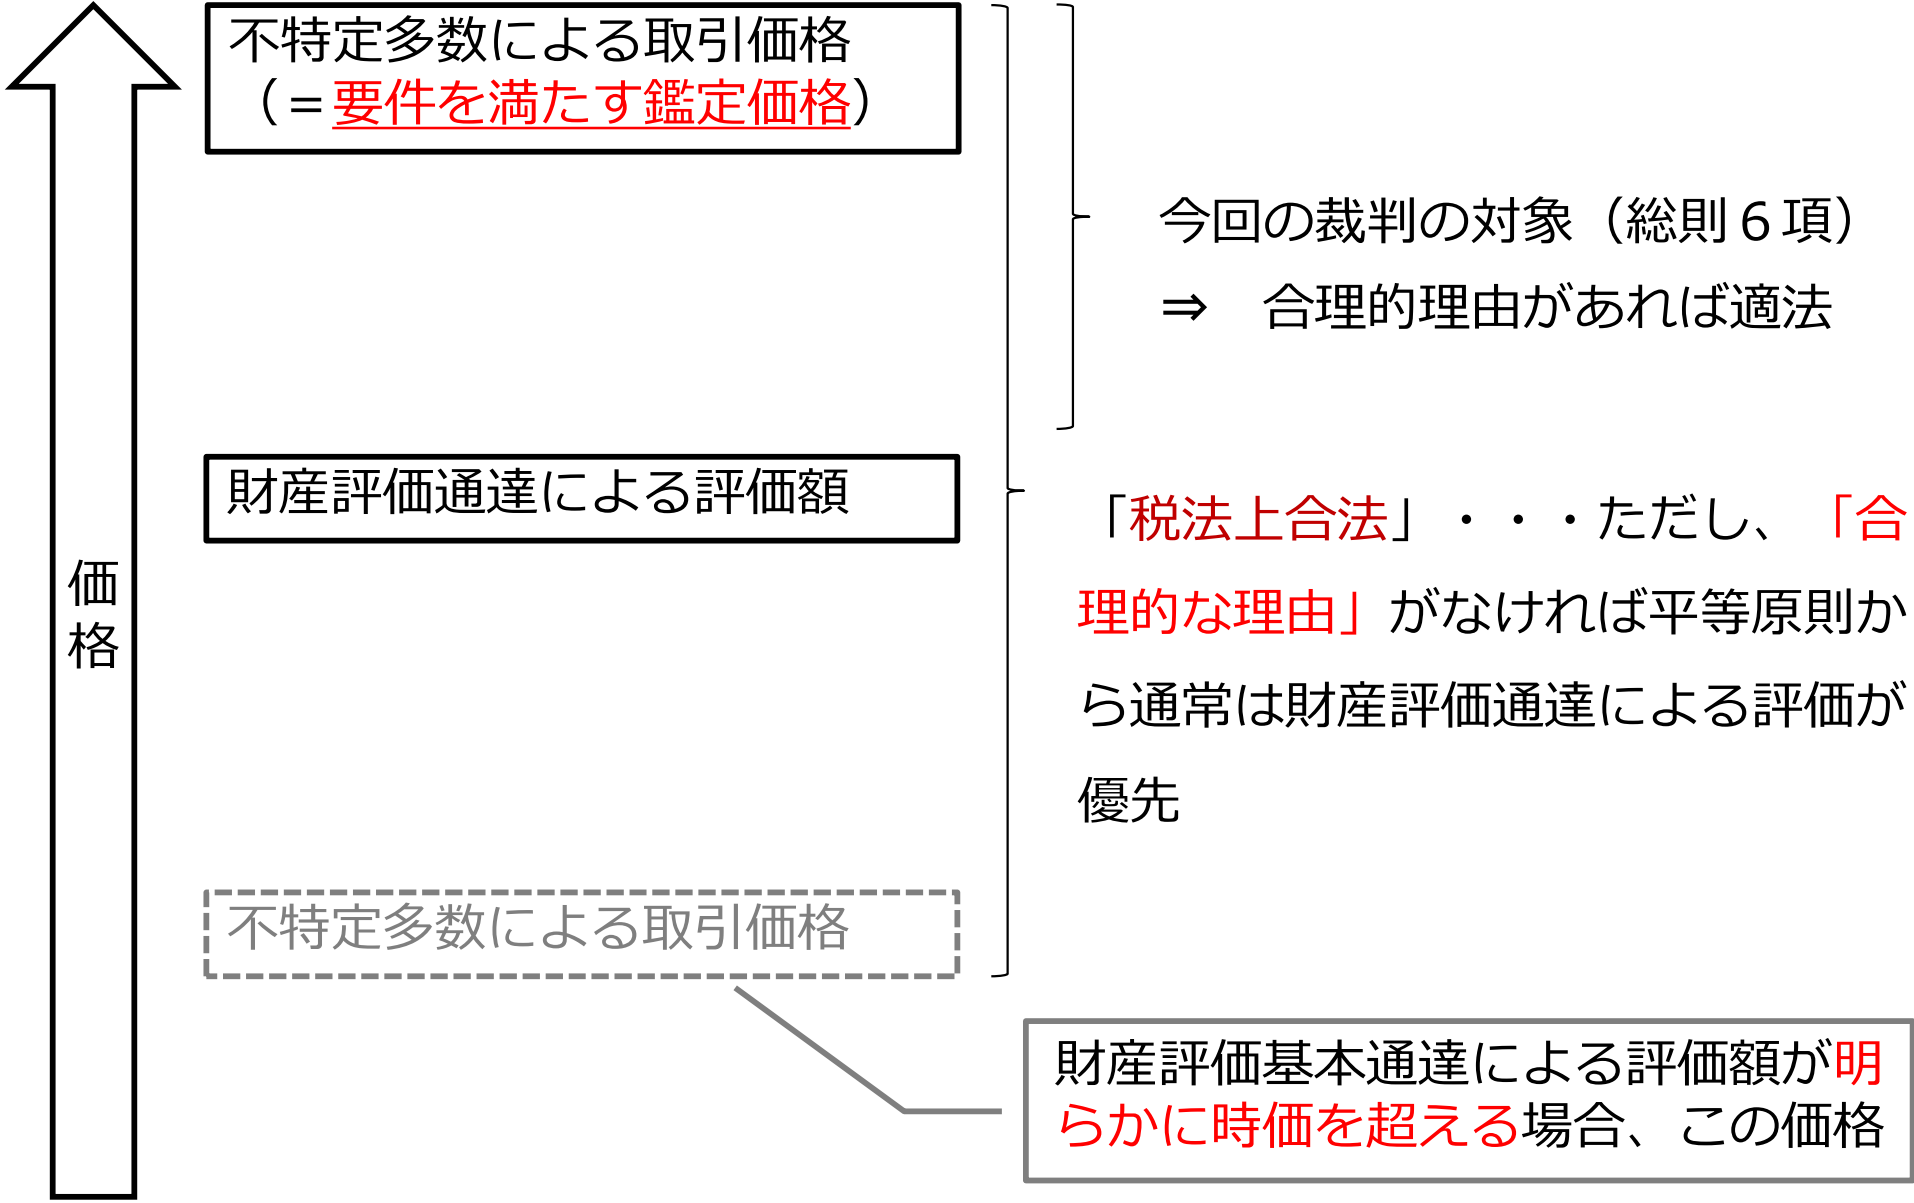 不特定多数による取引価格
（＝要件を満たす鑑定価格）
今回の裁判の対象（総則６項）
⇒　合理的理由があれば適法
財産評価通達による評価額
「税法上合法」・・・ただし、「合
理的な理由」がなければ平等原則か
ら通常は財産評価通達による評価が
優先
価
格
不特定多数による取引価格
財産評価基本通達による評価額が明
らかに時価を超える場合、この価格